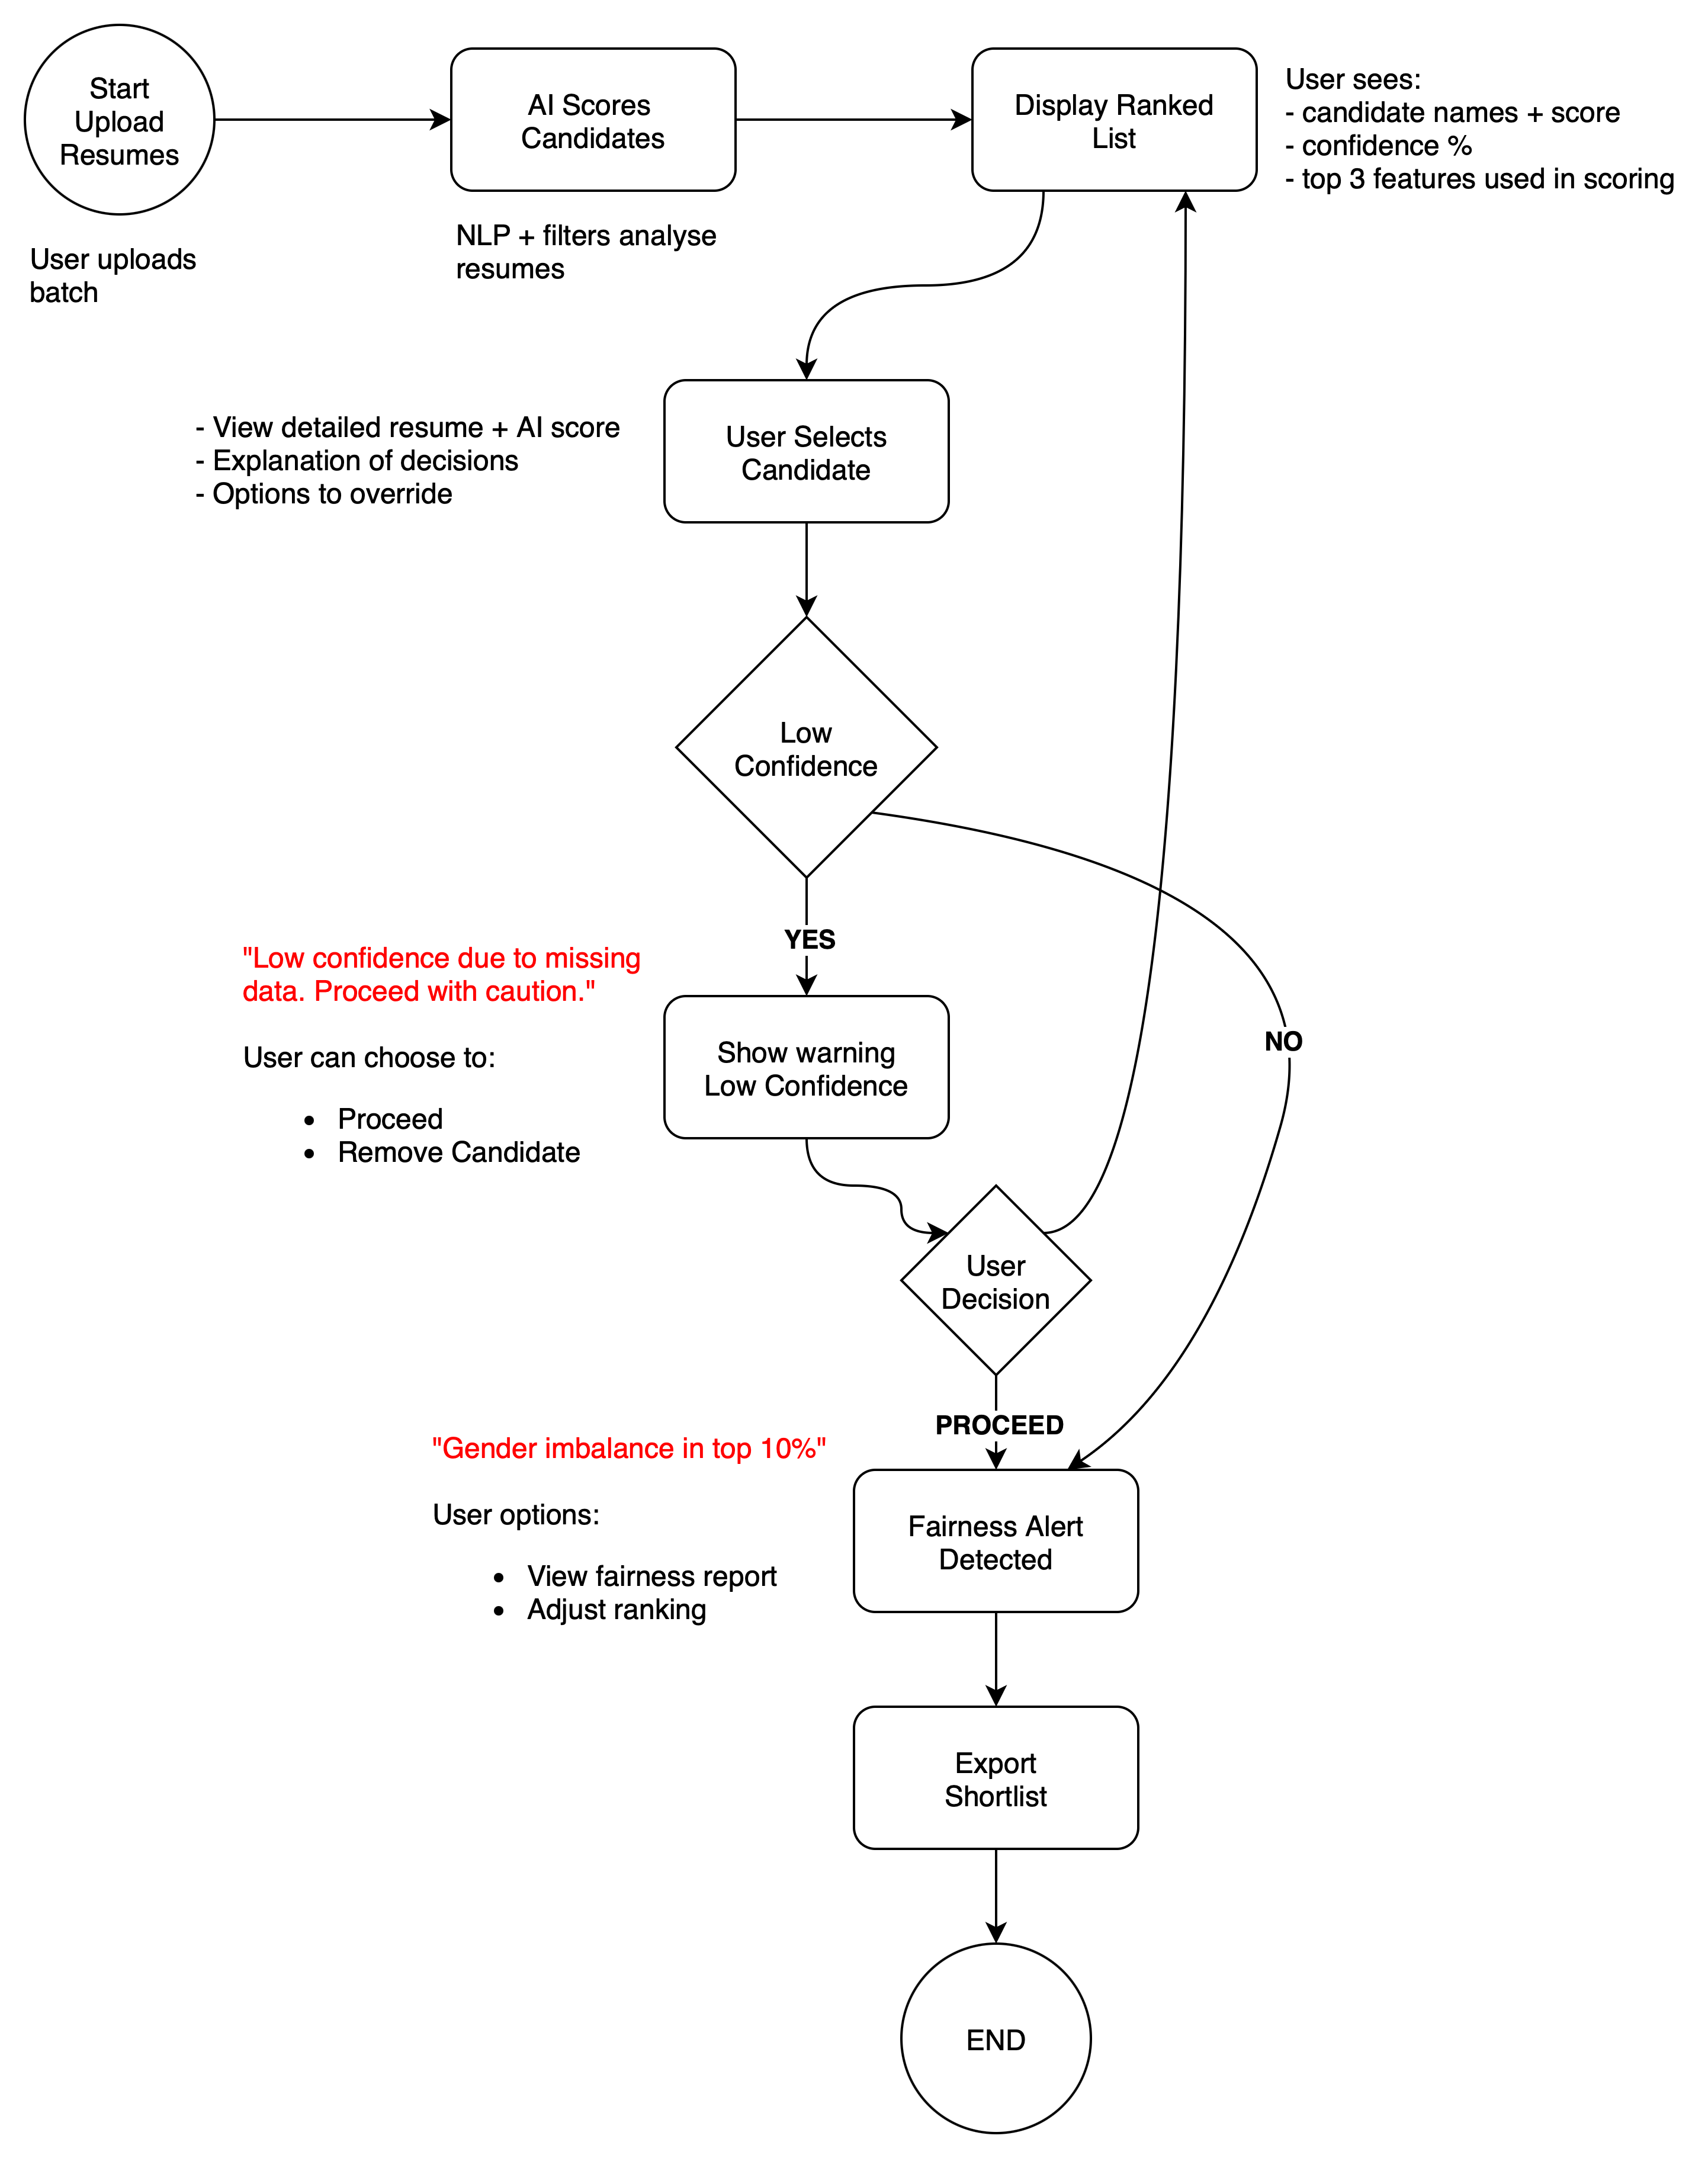 Start
Upload
Resumes
User uploads
batch
AI Scores
Candidates
NLP + filters analyse
resumes
Display Ranked
List
User sees:
- candidate names + score
- confidence %
- top 3 features used in scoring
- View detailed resume + AI score
- Explanation of decisions
- Options to override
User Selects
Candidate
Low
Confidence
YES
NO
"Low confidence due to missing
data. Proceed with caution."
User can choose to:
• Proceed
• Remove Candidate
Show warning
Low Confidence
User
Decision
PROCEED
"Gender imbalance in top 10%"
User options:
• View fairness report
• Adjust ranking
Fairness Alert
Detected
Export
Shortlist
END